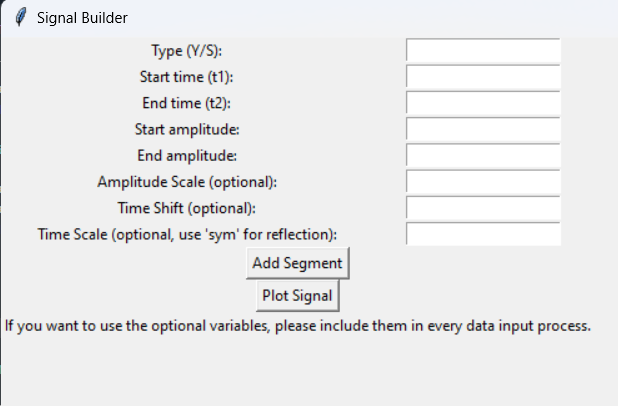 Signal Builder
Type (Y/S):
Start time (t1):
End time (t2):
Start amplitude:
End amplitude:
Amplitude Scale (optional):
Time Shift (optional):
Time Scale (optional, use 'sym' for reflection):
Add Segment
Plot Signal
If you want to use the optional variables, please include them in every data input process.